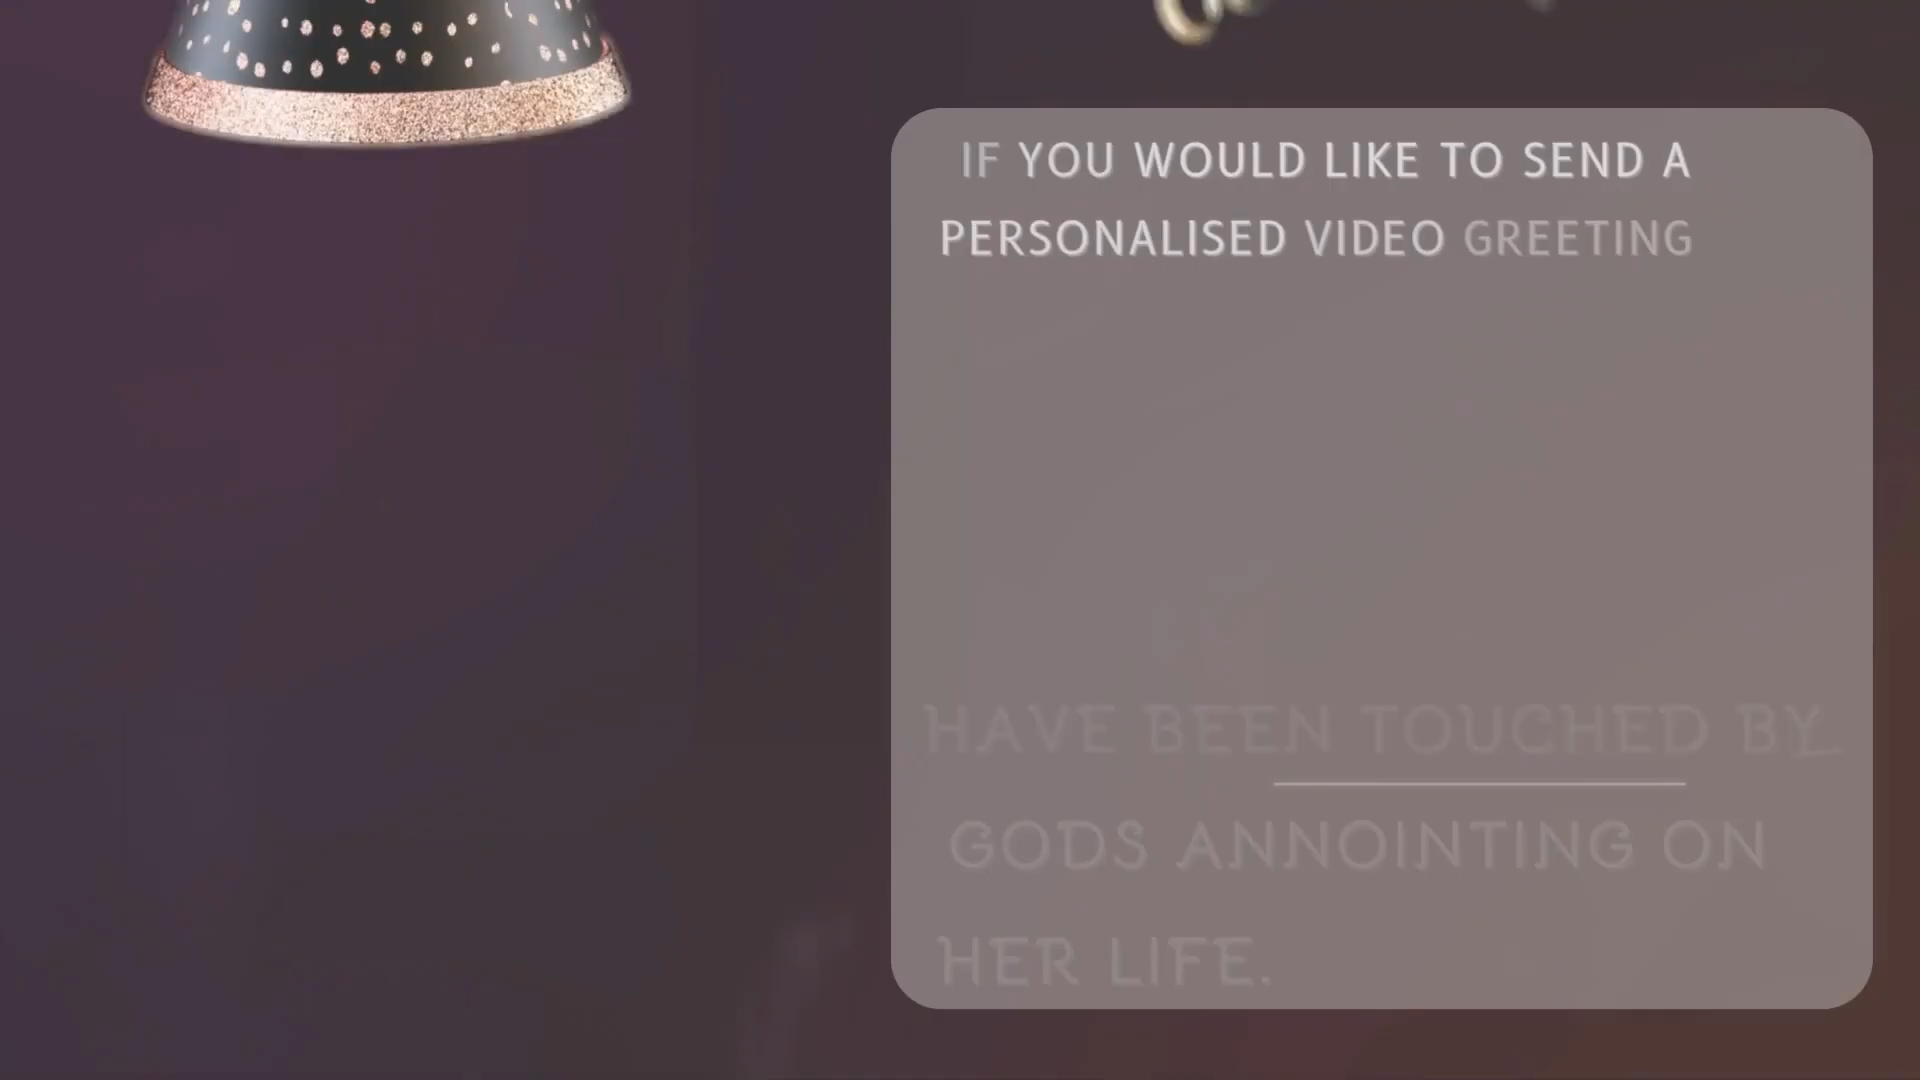 IF YOU WOULD LIKE TO SEND A
PERSONALISED VIDEO GREETING
HAVE BEEN TOUCHED BY
GODS ANNOINTING ON
HER LIFE.